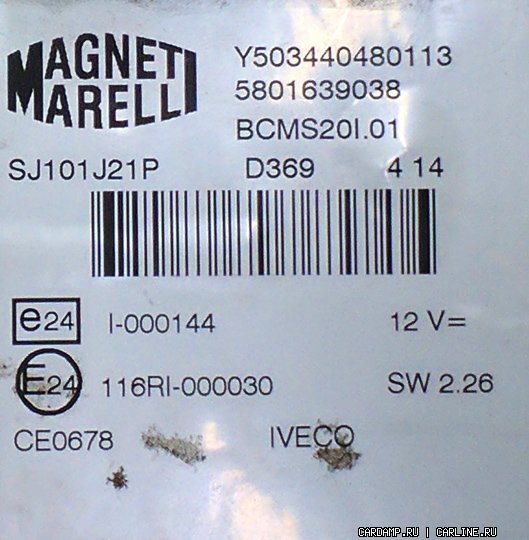 MAGNETI
MARELLI
Y503440480113
5801639038
BCMS20I.01
SJ101J21P D369 4 14
e24 I-000144 12 V=
E24 116RI-000030 SW 2.26
CE0678 IVECO
CARDAMP.RU | CARLINE.RU